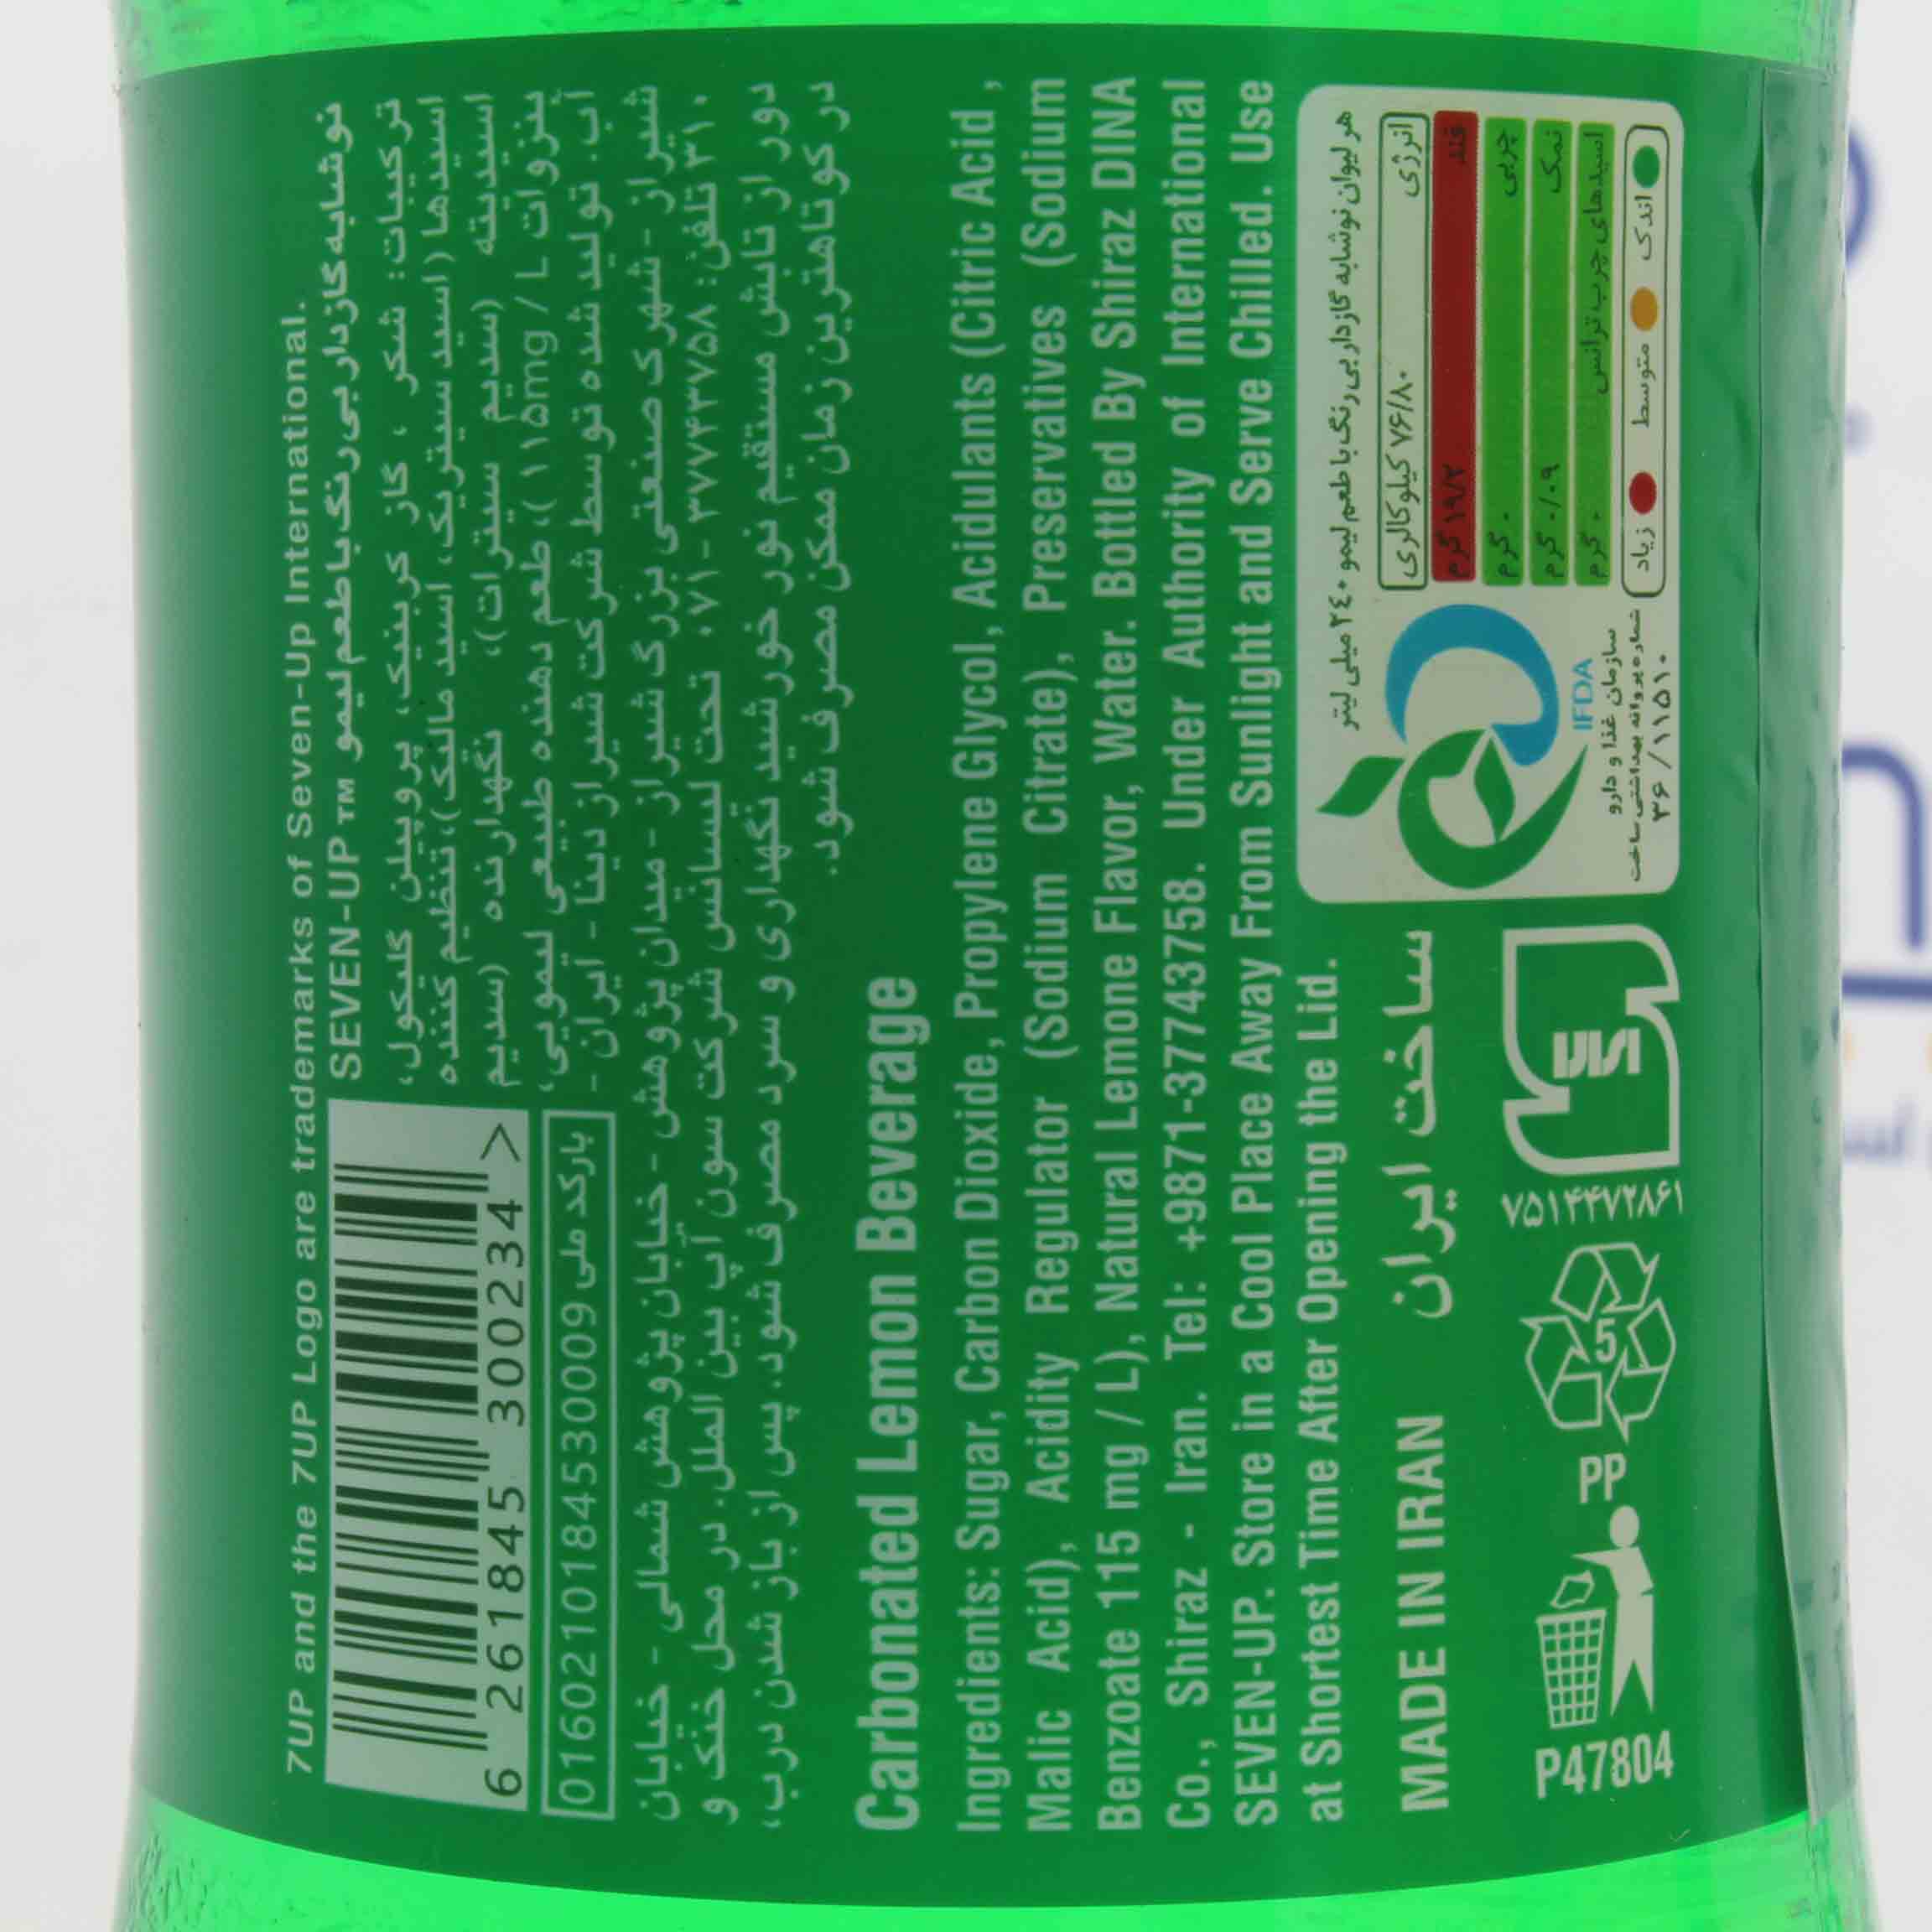 7UP and the 7UP Logo are trademarks of Seven-Up International.
نوشابه گازدار بی رنگ با طعم لیمو SEVEN-UP ™
ترکیبات: شکر ، گاز کربنیک، پروپیلن گلیکول،
اسیدها (اسید سیتریک، اسید مالیک)، تنظیم کننده
اسیدیته (سدیم سیترات)، نگهدارنده (سدیم
بنزوات ۱۱۵mg / L))، طعم دهنده طبیعی لیمویی،
آب. تولید شده توسط شرکت شیراز دینا - ایران -
شیراز - شهرک صنعتی بزرگ شیراز - میدان پژوهش - خیابان پژوهش شمالی - خیابان
۳۱۰ تلفن: ۳۷۷۴۳۷۵۸ - ۰۷۱ تحت لیسانس شرکت سون آپ بین الملل. در محل خنک و
دور از تابش مستقیم نور خورشید نگهداری و سرد مصرف شود. پس از باز شدن درب،
در کوتاهترین زمان ممکن مصرف شود.
6 261845 300234 >
بارکد ملی 0160210184530009
Carbonated Lemon Beverage
Ingredients: Sugar, Carbon Dioxide, Propylene Glycol, Acidulants (Citric Acid ,
Malic Acid), Acidity Regulator (Sodium Citrate), Preservatives (Sodium
Benzoate 115 mg / L), Natural Lemone Flavor, Water. Bottled By Shiraz DINA
Co., Shiraz - Iran. Tel: +9871-37743758. Under Authority of International
SEVEN-UP. Store in a Cool Place Away From Sunlight and Serve Chilled. Use
at Shortest Time After Opening the Lid.
هر لیوان نوشابه گازدار بی رنگ با طعم لیمو ۲٤۰ میلی لیتر
انرژی ۷۶/۸۰ کیلوکالری
قند ۱۹/۲ گرم
چربی ۰ گرم
نمک ۰/۰۹ گرم
اسیدهای چرب ترانس ۰ گرم
اندک متوسط زیاد
IFDA
سازمان غذا و دارو
شماره پروانه بهداشتی ساخت
۳۶ /۱۱۵۱۰
MADE IN IRAN ساخت ایران
۷۵۱۴۴۷۲۸۶۱
5
PP
P47804